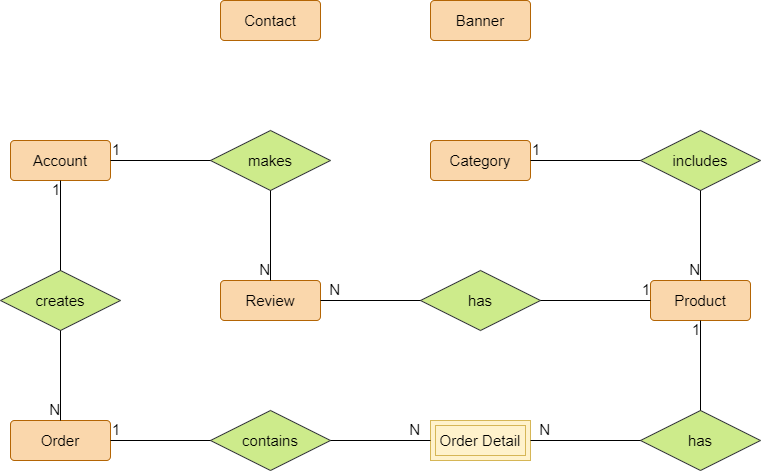 Contact
Banner
Account
1
makes
Category
1
includes
1
N
N
creates
Review
N
has
1
Product
1
N
N
N
Order
1
contains
Order Detail
has